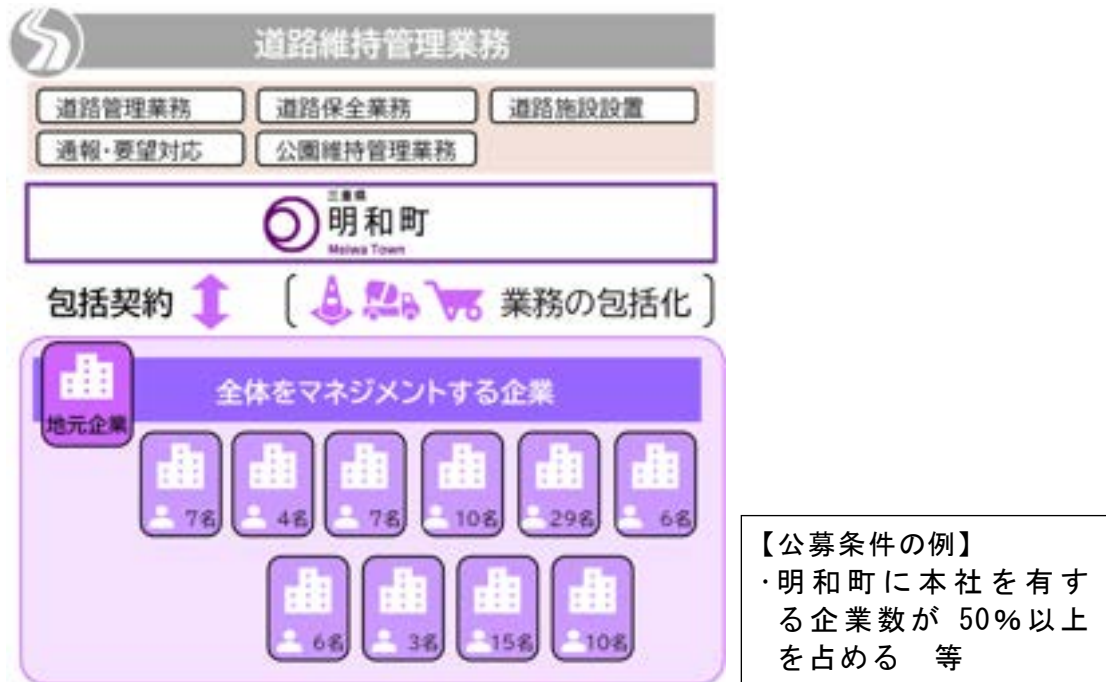 道路維持管理業務
道路管理業務 道路保全業務 道路施設設置
通報・要望対応 公園維持管理業務
三重県
明和町
Meiwa Town
包括契約 〔 業務の包括化 〕
全体をマネジメントする企業
地元企業
7名 4名 7名 10名 29名 6名
6名 3名 15名 10名
【公募条件の例】
・明和町に本社を有す
る企業数が 50%以上
を占める 等